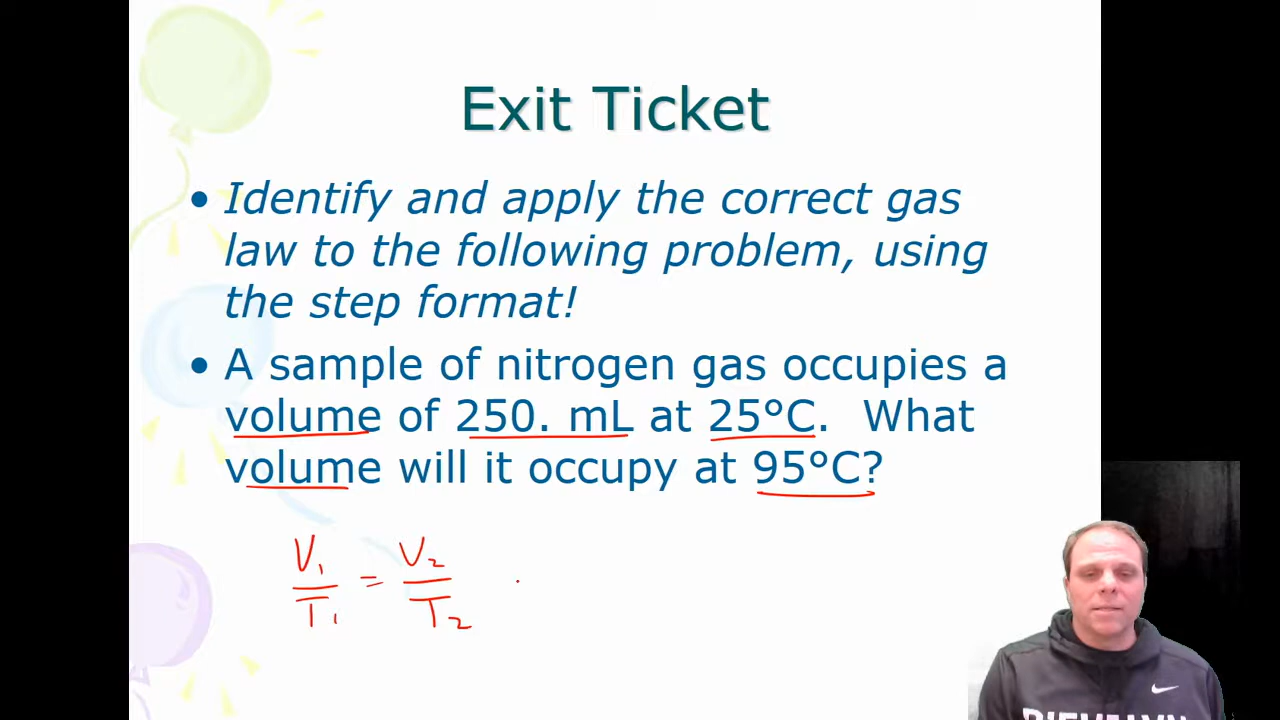 Exit Ticket
• Identify and apply the correct gas
law to the following problem, using
the step format!
• A sample of nitrogen gas occupies a
volume of 250. mL at 25°C. What
volume will it occupy at 95°C?
V₁ = V₂
T₁ T₂